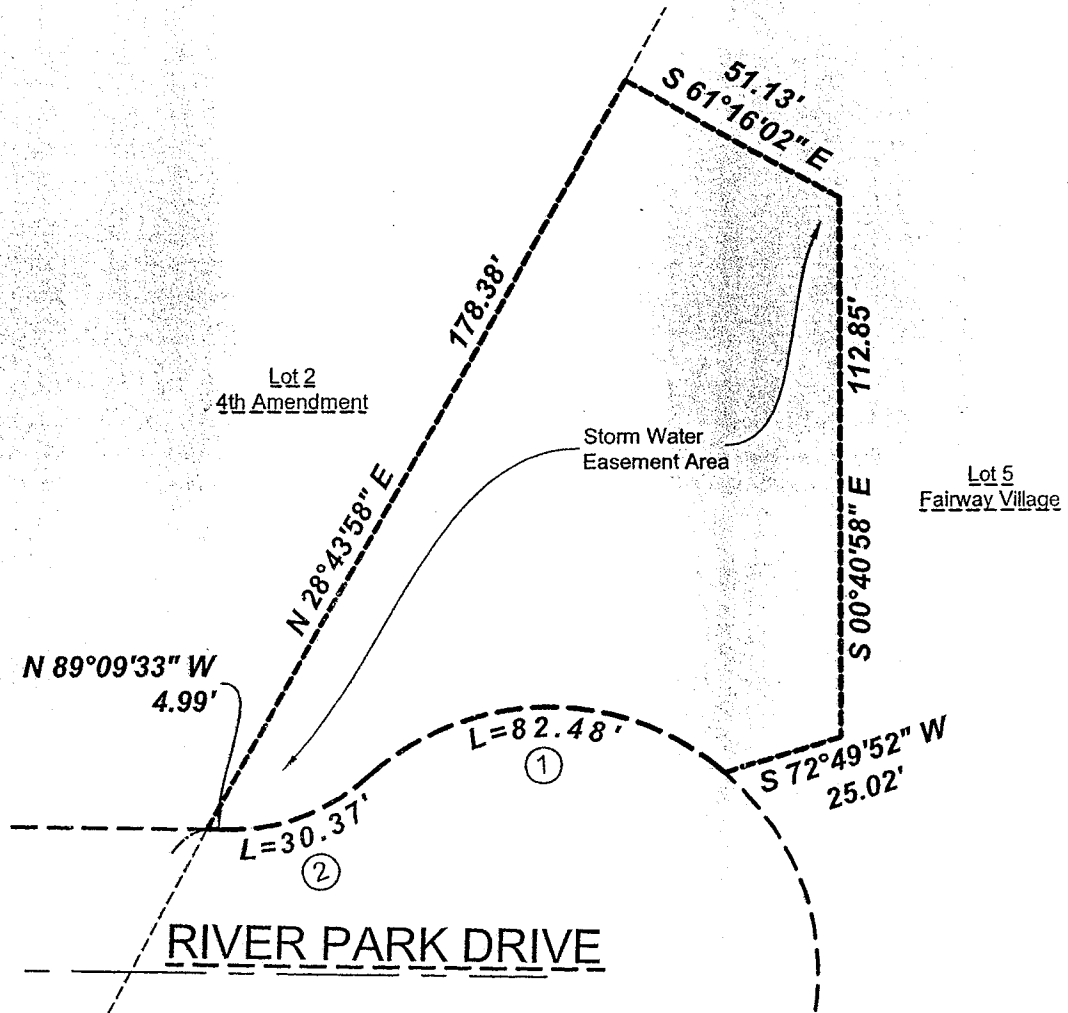 51.13'
S 61°16'02" E
178.38'
N 28°43'58" E
Lot 2
4th Amendment
Storm Water
Easement Area
112.85'
S 00°40'58" E
Lot 5
Fairway Village
N 89°09'33" W
4.99'
L=82.48'
1
S 72°49'52" W
25.02'
L=30.37'
2
RIVER PARK DRIVE